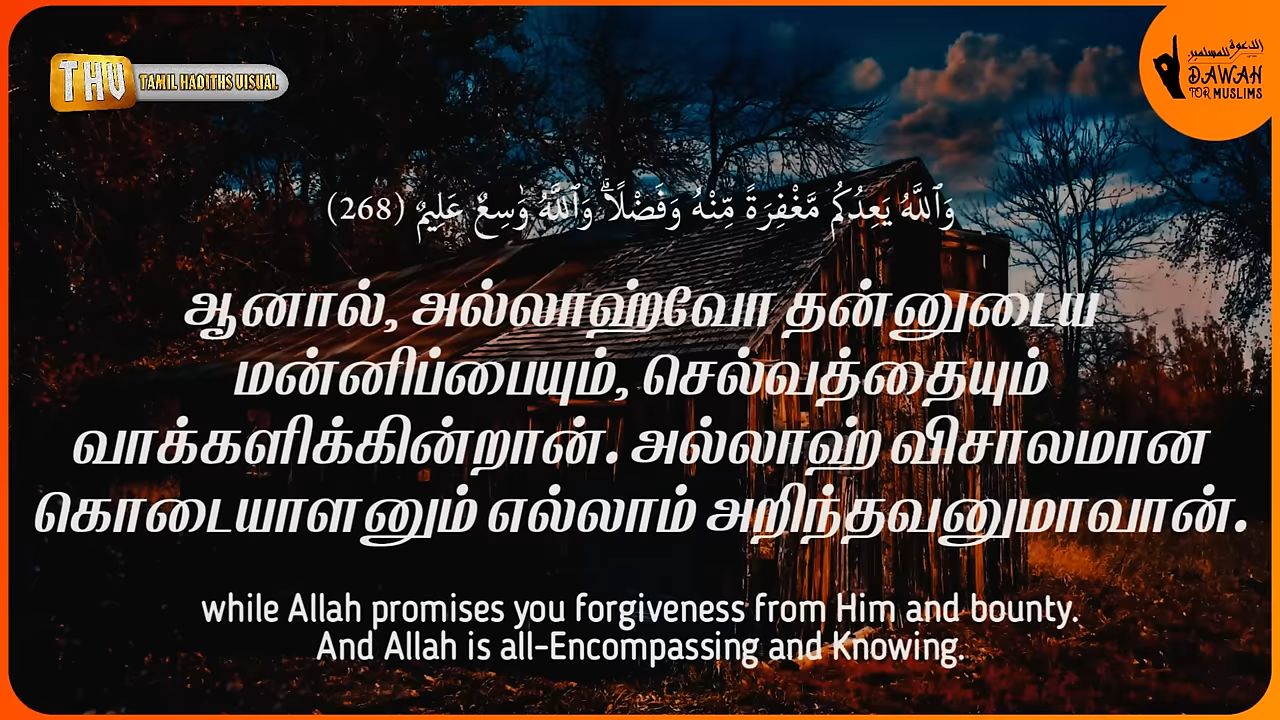 THV
TAMIL HADITHS VISUAL
الدعوة للمسلمين
DAWAH
FOR MUSLIMS
وَٱللَّهُ يَعِدُكُم مَّغْفِرَةً مِّنْهُ وَفَضْلًاۗ وَٱللَّهُ وَٰسِعٌ عَلِيمٌ (268)
ஆனால், அல்லாஹ்வோ தன்னுடைய
மன்னிப்பையும், செல்வத்தையும்
வாக்களிக்கின்றான். அல்லாஹ் விசாலமான
கொடையாளனும் எல்லாம் அறிந்தவனுமாவான்.
while Allah promises you forgiveness from Him and bounty.
And Allah is all-Encompassing and Knowing.